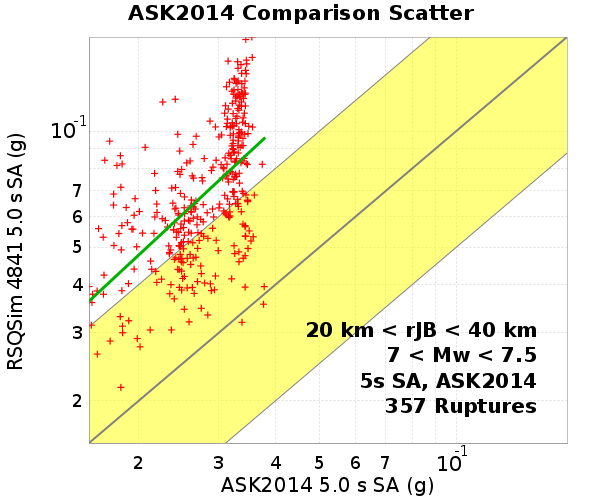 ASK2014 Comparison Scatter
RSQSim 4841 5.0 s SA (g)
10-1
7
6
5
4
3
2
20 km < rJB < 40 km
7 < Mw < 7.5
5s SA, ASK2014
357 Ruptures
2 3 4 5 6 7 10-1
ASK2014 5.0 s SA (g)